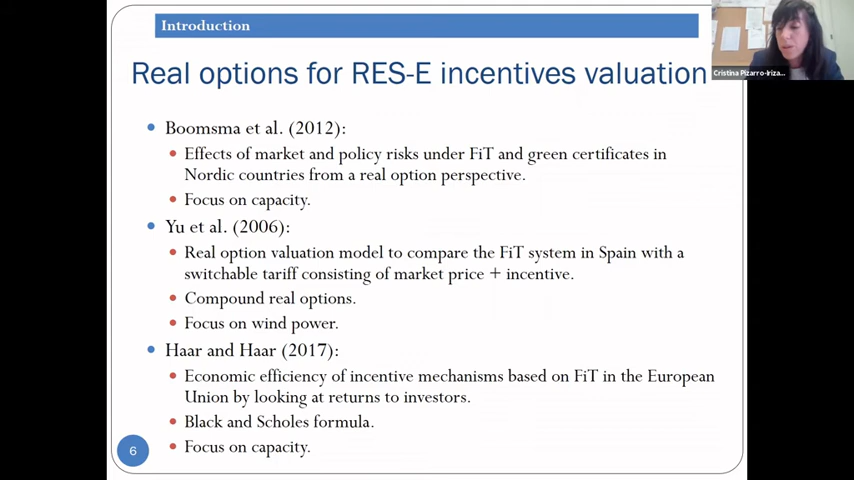 Introduction
Real options for RES-E incentives valuation
Cristina Pizarro-Iriza...
• Boomsma et al. (2012):
• Effects of market and policy risks under FiT and green certificates in
Nordic countries from a real option perspective.
• Focus on capacity.
• Yu et al. (2006):
• Real option valuation model to compare the FiT system in Spain with a
switchable tariff consisting of market price + incentive.
• Compound real options.
• Focus on wind power.
• Haar and Haar (2017):
• Economic efficiency of incentive mechanisms based on FiT in the European
Union by looking at returns to investors.
• Black and Scholes formula.
• Focus on capacity.
6